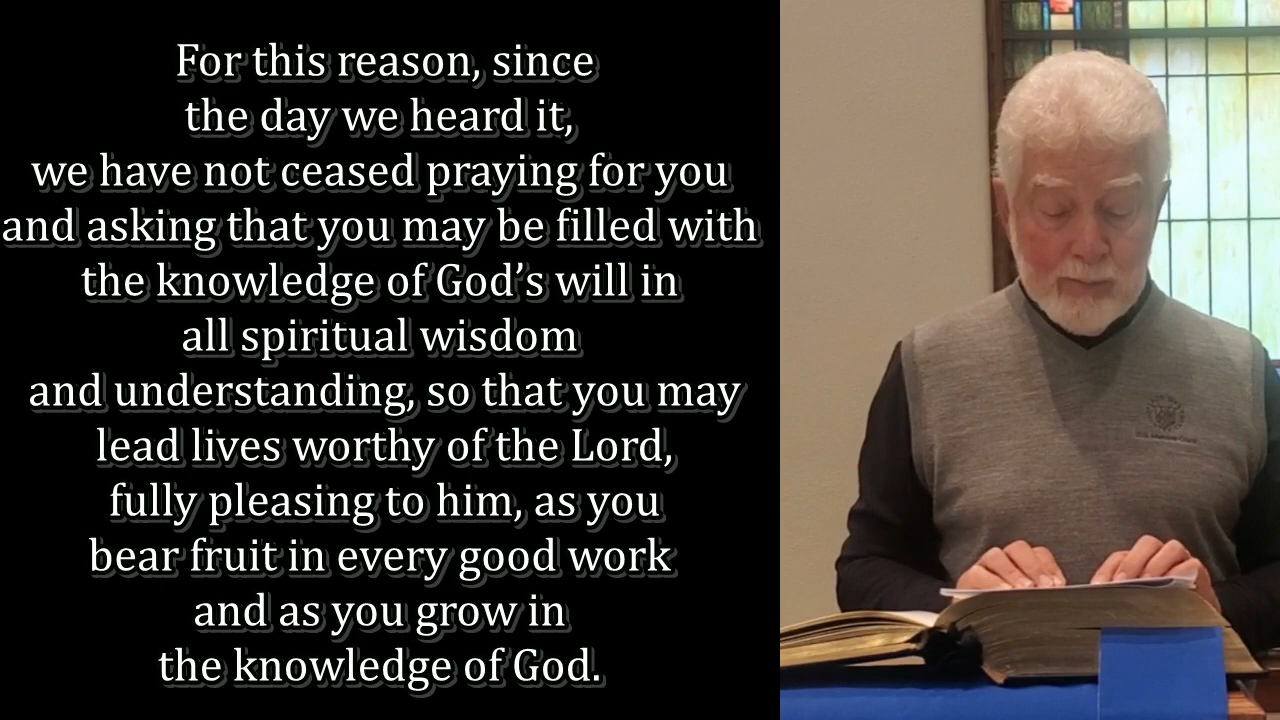 For this reason, since
the day we heard it,
we have not ceased praying for you
and asking that you may be filled with
the knowledge of God’s will in
all spiritual wisdom
and understanding, so that you may
lead lives worthy of the Lord,
fully pleasing to him, as you
bear fruit in every good work
and as you grow in
the knowledge of God.